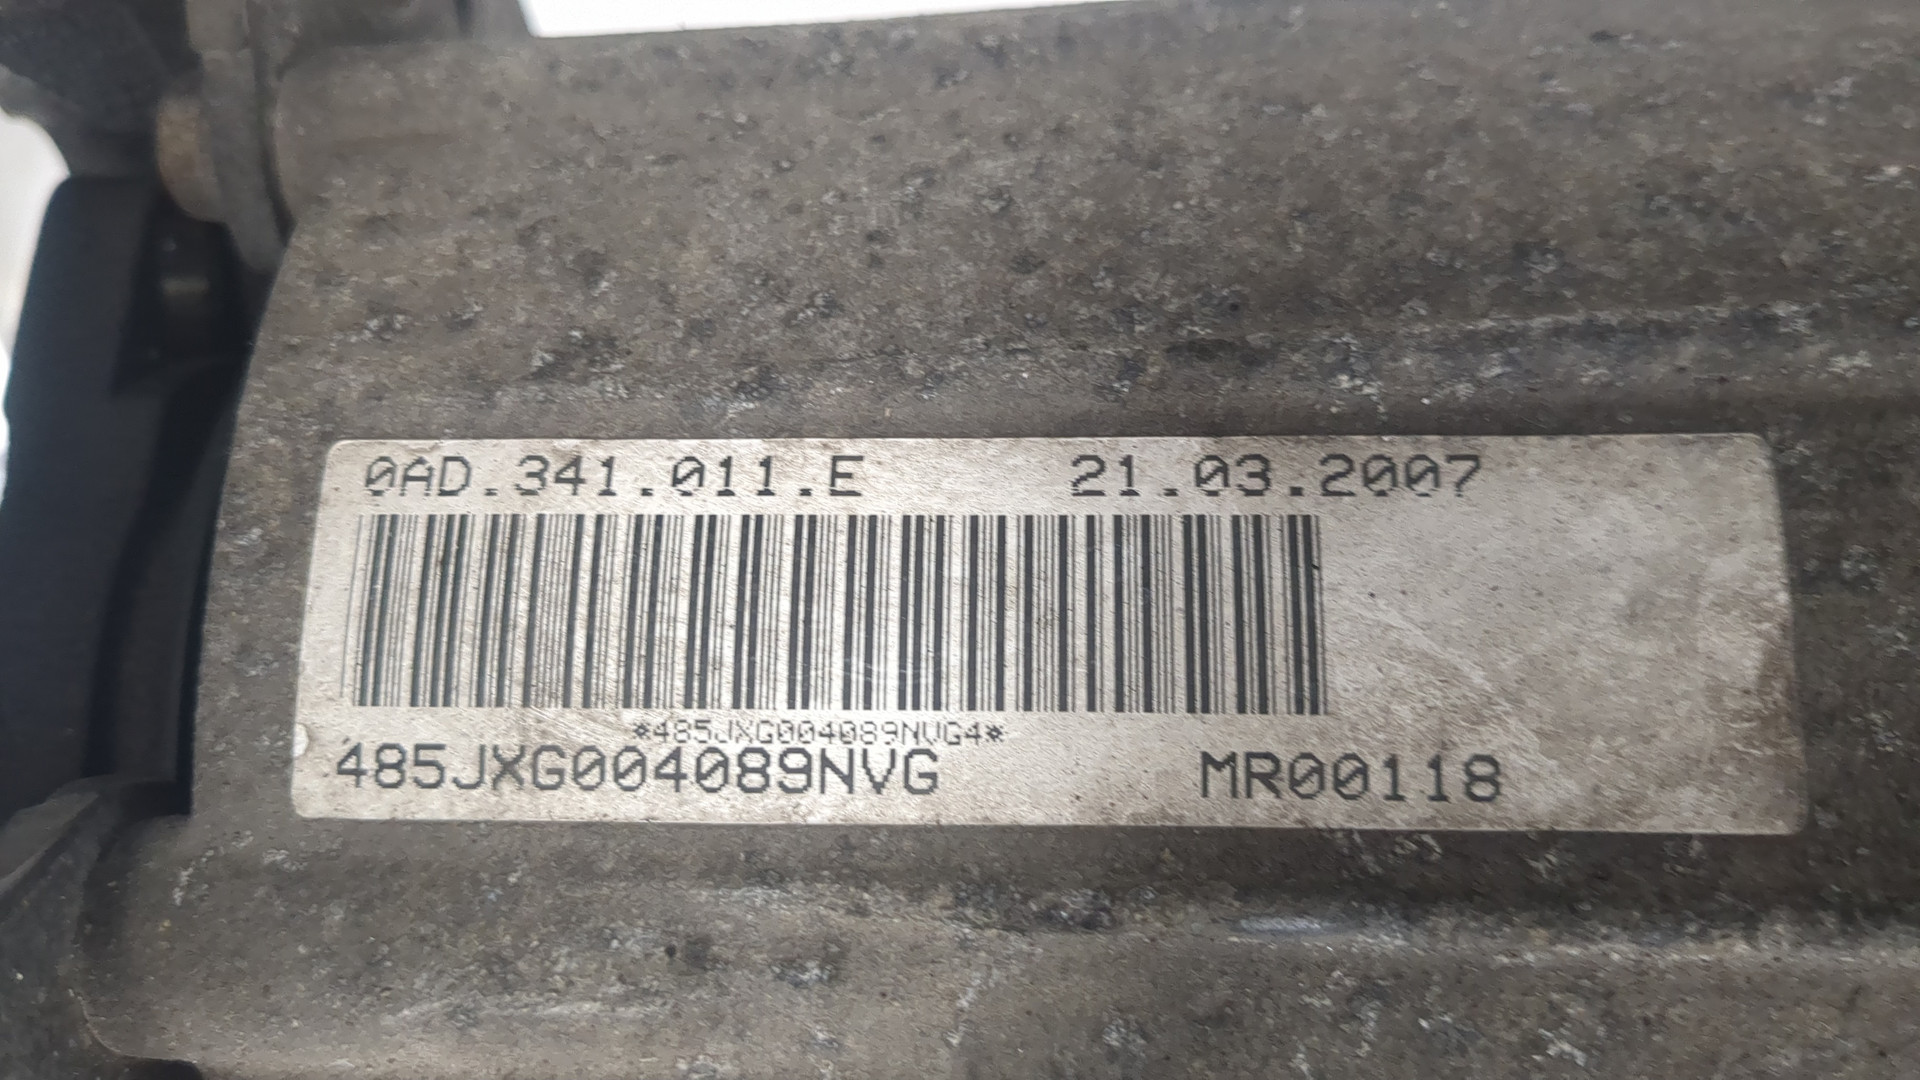 0AD.341.011.E 21.03.2007
*485JXG004089NVG4*
485JXG004089NVG MR00118